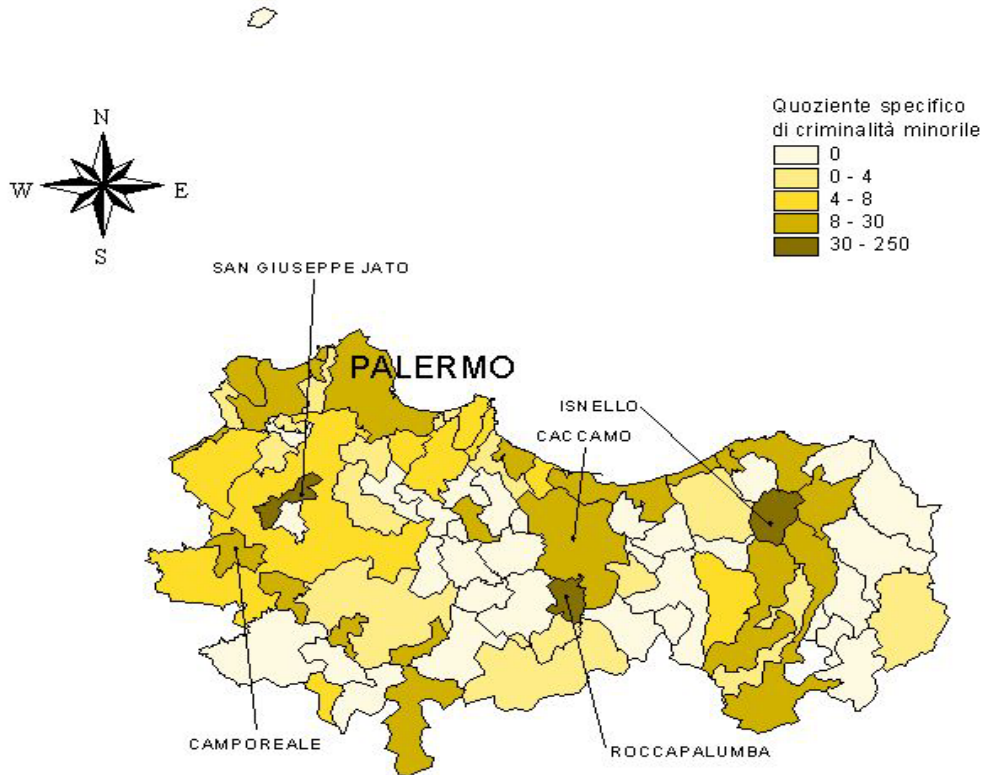 N
W E
S
Quoziente specifico
di criminalità minorile
0
0 - 4
4 - 8
8 - 30
30 - 250
SAN GIUSEPPE JATO
PALERMO
ISNELLO
CACCAMO
CAMPOREALE
ROCCAPALUMBA